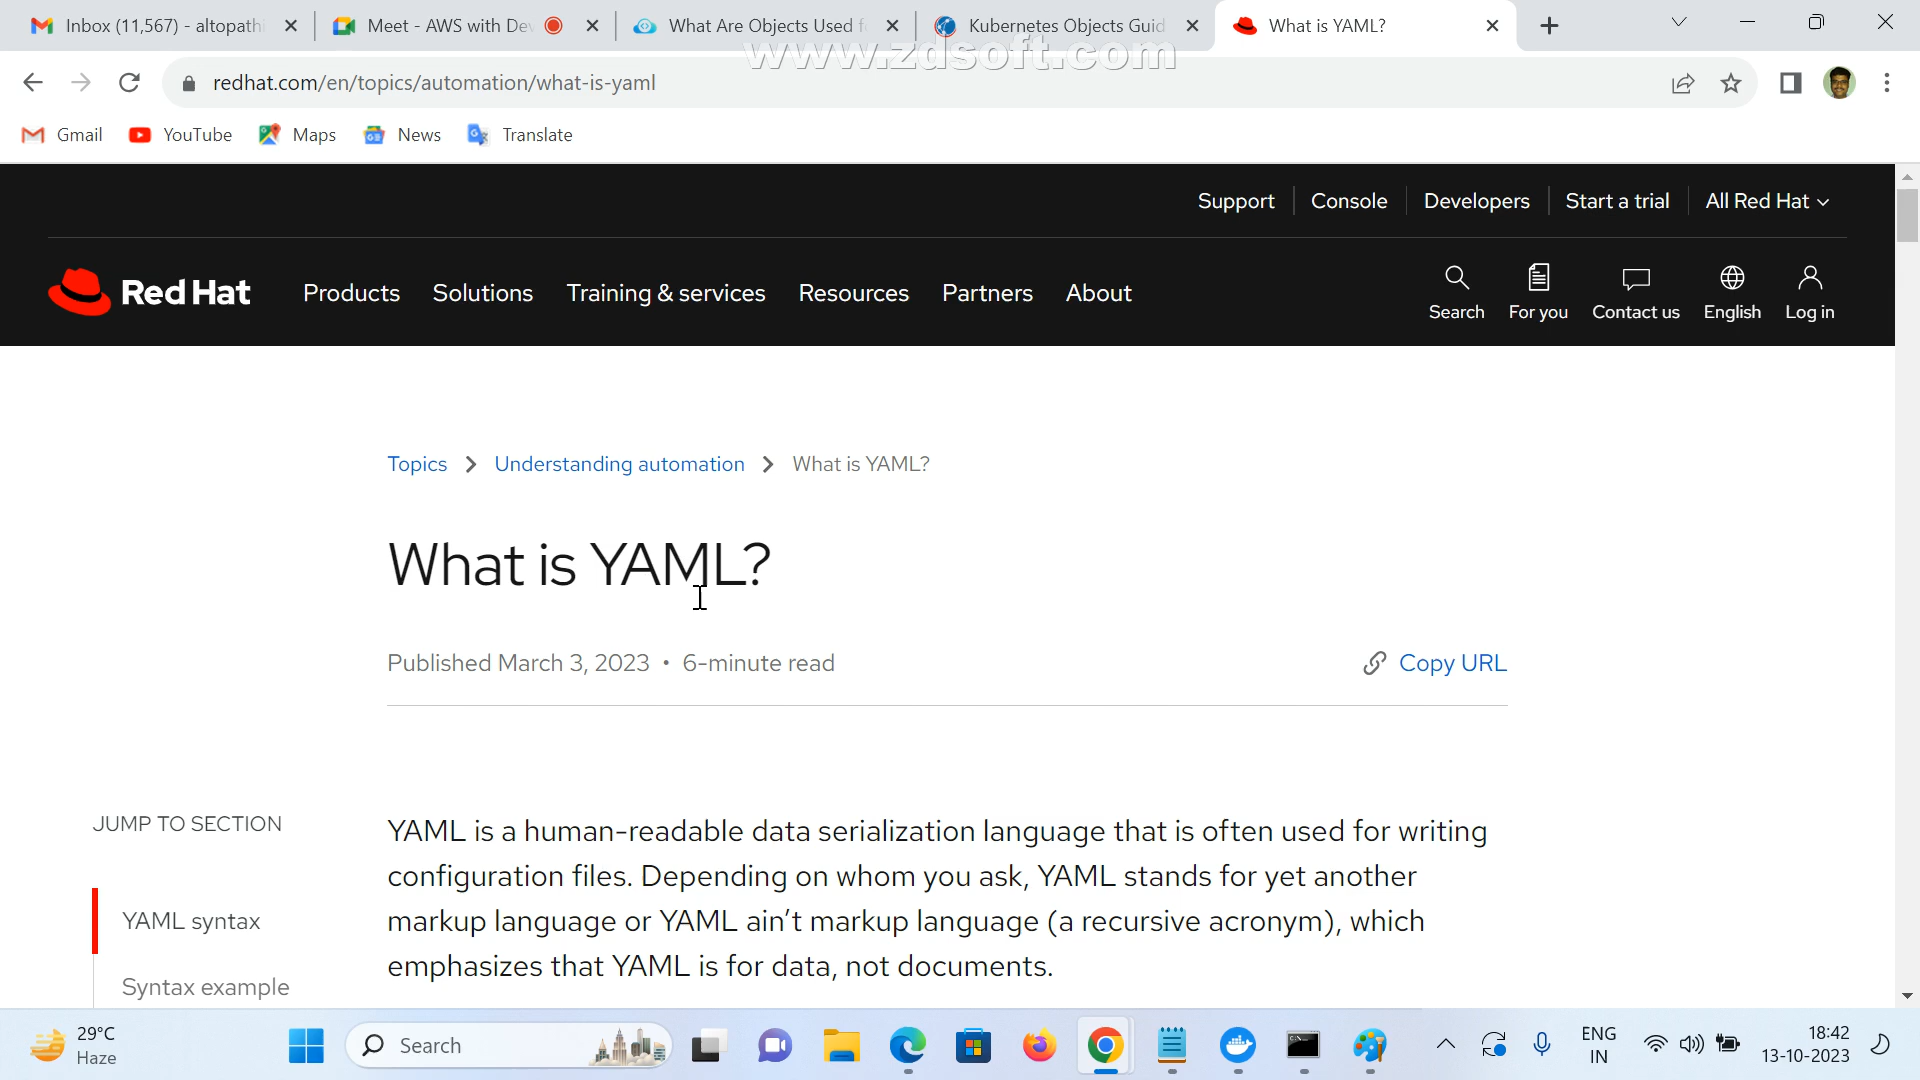 Inbox (11,567) - altopathi
Meet - AWS with Dev
What Are Objects Used f
Kubernetes Objects Guid
What is YAML?
www.zdsoft.com
redhat.com/en/topics/automation/what-is-yaml
Gmail
YouTube
Maps
News
Translate
Support
Console
Developers
Start a trial
All Red Hat
Red Hat
Products
Solutions
Training & services
Resources
Partners
About
Search
For you
Contact us
English
Log in
Topics > Understanding automation > What is YAML?
What is YAML?
Published March 3, 2023 • 6-minute read
Copy URL
JUMP TO SECTION
YAML syntax
Syntax example
YAML is a human-readable data serialization language that is often used for writing
configuration files. Depending on whom you ask, YAML stands for yet another
markup language or YAML ain’t markup language (a recursive acronym), which
emphasizes that YAML is for data, not documents.
29°C
Haze
Search
ENG
IN
18:42
13-10-2023